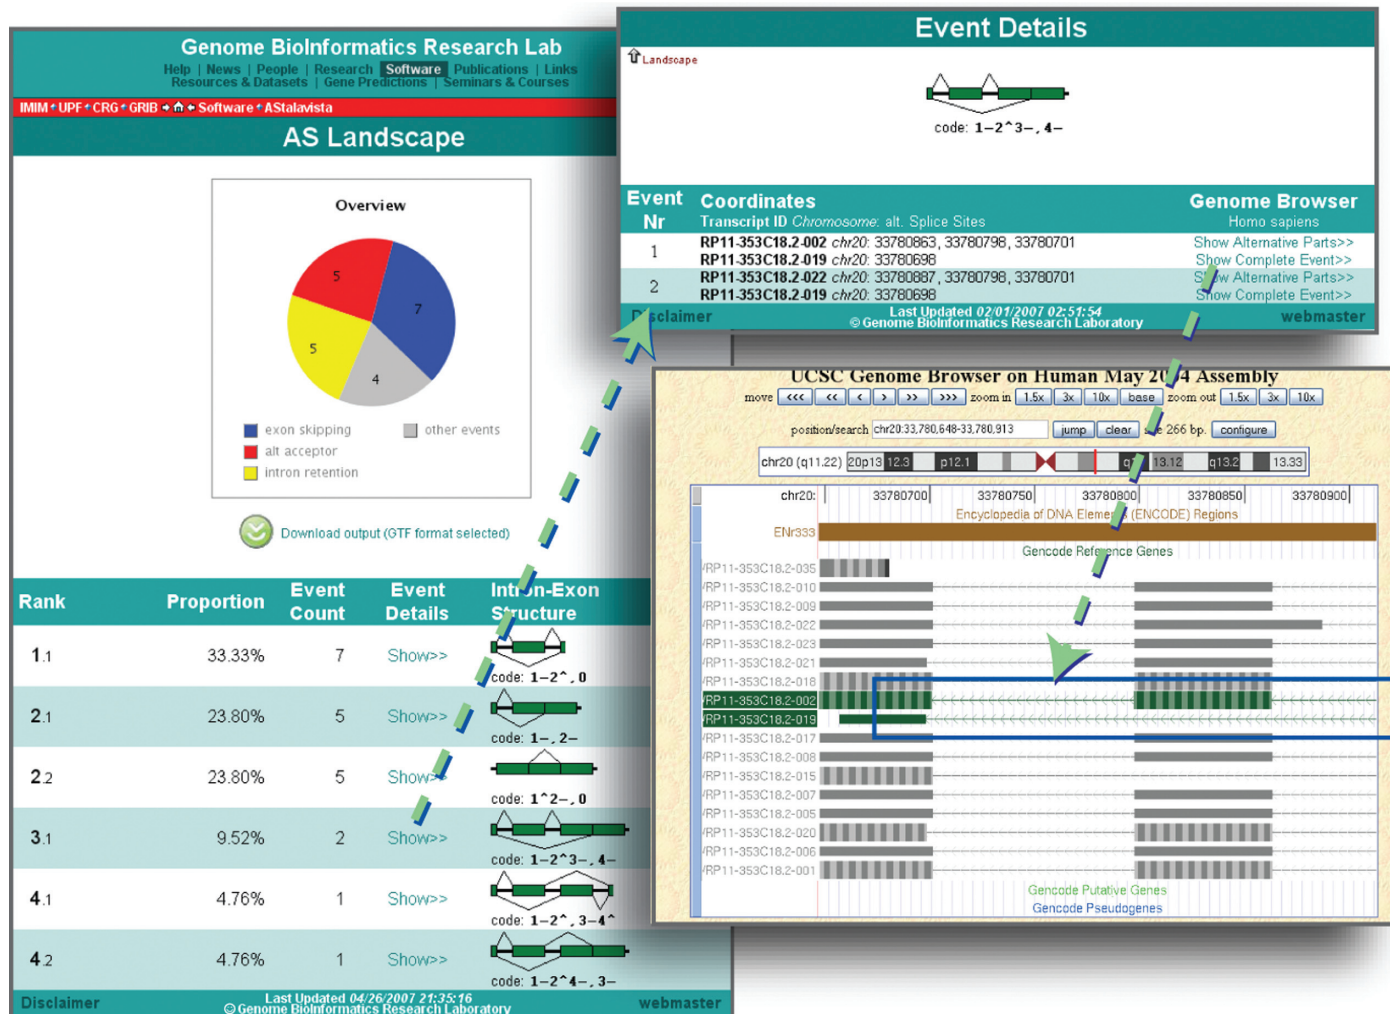 Genome BioInformatics Research Lab
Help | News | People | Research | Software | Publications | Links
Resources & Datasets | Gene Predictions | Seminars & Courses
IMIM UPF CRG GRIB Software AStalavista
AS Landscape
Overview
5
7
5
4
exon skipping
other events
alt acceptor
intron retention
Download output (GTF format selected)
Rank Proportion Event Count Event Details Intron-Exon Structure
1.1 33.33% 7 Show>>
code: 1-2^,0
2.1 23.80% 5 Show>>
code: 1-,2-
2.2 23.80% 5 Show>>
code: 1^2-,0
3.1 9.52% 2 Show>>
code: 1-2^3-,4-
4.1 4.76% 1 Show>>
code: 1-2^,3-4^
4.2 4.76% 1 Show>>
code: 1-2^4-,3-
Disclaimer
Last Updated 04/26/2007 21:35:16
© Genome BioInformatics Research Laboratory
webmaster
Event Details
Landscape
code: 1-2^3-,4-
Event Nr
Coordinates
Transcript ID Chromosome: alt. Splice Sites
Genome Browser
Homo sapiens
1
RP11-353C18.2-002 chr20: 33780863, 33780798, 33780701
Show Alternative Parts>>
RP11-353C18.2-019 chr20: 33780698
Show Complete Event>>
2
RP11-353C18.2-022 chr20: 33780887, 33780798, 33780701
Show Alternative Parts>>
RP11-353C18.2-019 chr20: 33780698
Show Complete Event>>
Disclaimer
Last Updated 02/01/2007 02:51:54
© Genome BioInformatics Research Laboratory
webmaster
UCSC Genome Browser on Human May 2004 Assembly
move <<< << < > >> >>> zoom in 1.5x 3x 10x base zoom out 1.5x 3x 10x
position/search chr20:33,780,648-33,780,913 jump clear size 266 bp. configure
chr20 (q11.22) 20p13 12.3 p12.1 13.12 q13.2 13.33
chr20: 33780700 33780750 33780800 33780850 33780900
Encyclopedia of DNA Elements (ENCODE) Regions
ENr333
Gencode Reference Genes
/RP11-353C18.2-035
/RP11-353C18.2-010
/RP11-353C18.2-009
/RP11-353C18.2-022
/RP11-353C18.2-023
/RP11-353C18.2-021
/RP11-353C18.2-018
/RP11-353C18.2-002
/RP11-353C18.2-019
/RP11-353C18.2-017
/RP11-353C18.2-008
/RP11-353C18.2-015
/RP11-353C18.2-007
/RP11-353C18.2-005
/RP11-353C18.2-020
/RP11-353C18.2-006
/RP11-353C18.2-001
Gencode Putative Genes
Gencode Pseudogenes